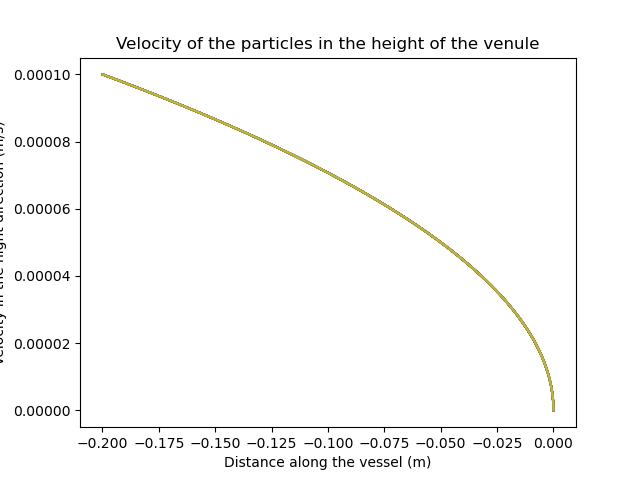 Velocity of the particles in the height of the venule
0.00010
0.00008
0.00006
0.00004
0.00002
0.00000
−0.200 −0.175 −0.150 −0.125 −0.100 −0.075 −0.050 −0.025 0.000
Distance along the vessel (m)